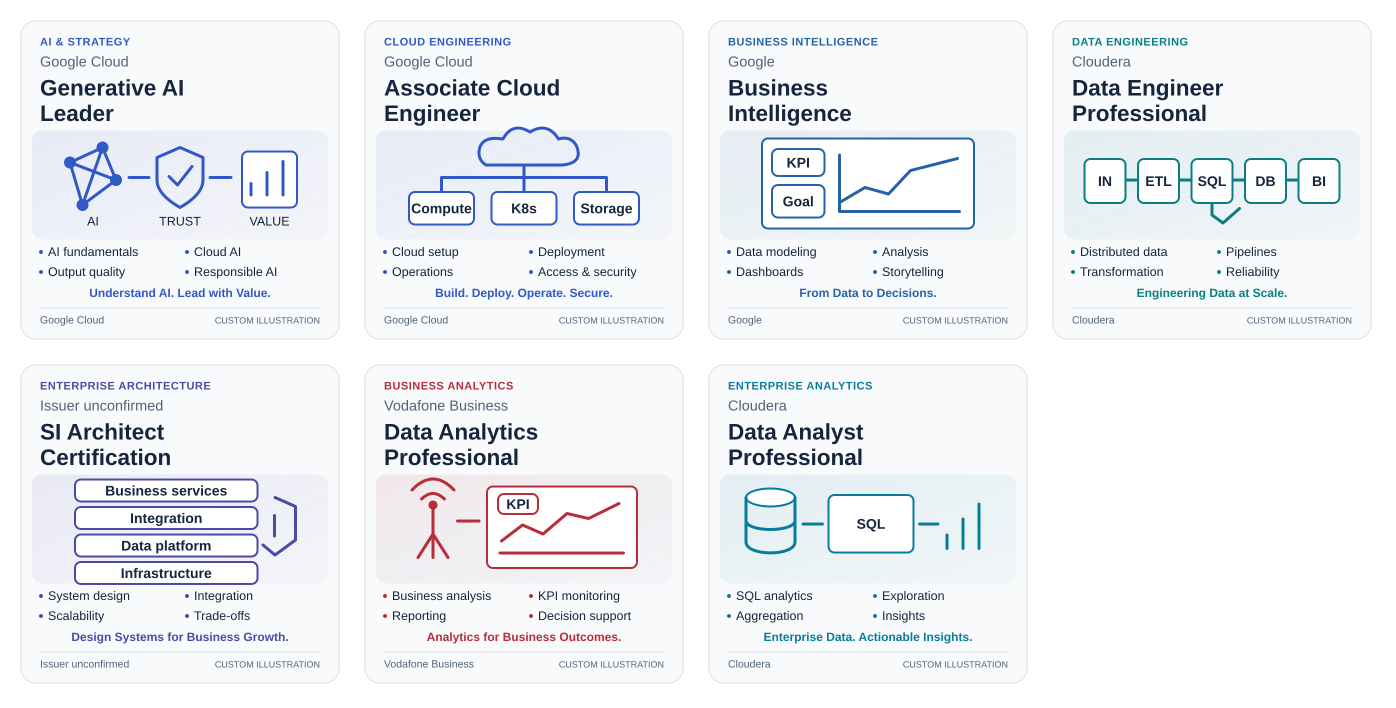 AI & STRATEGY
Google Cloud
Generative AI
Leader
AI
TRUST
VALUE
• AI fundamentals
• Cloud AI
• Output quality
• Responsible AI
Understand AI. Lead with Value.
Google Cloud
CUSTOM ILLUSTRATION
CLOUD ENGINEERING
Google Cloud
Associate Cloud
Engineer
Compute
K8s
Storage
• Cloud setup
• Deployment
• Operations
• Access & security
Build. Deploy. Operate. Secure.
Google Cloud
CUSTOM ILLUSTRATION
BUSINESS INTELLIGENCE
Google
Business
Intelligence
KPI
Goal
• Data modeling
• Analysis
• Dashboards
• Storytelling
From Data to Decisions.
Google
CUSTOM ILLUSTRATION
DATA ENGINEERING
Cloudera
Data Engineer
Professional
IN
ETL
SQL
DB
BI
• Distributed data
• Pipelines
• Transformation
• Reliability
Engineering Data at Scale.
Cloudera
CUSTOM ILLUSTRATION
ENTERPRISE ARCHITECTURE
Issuer unconfirmed
SI Architect
Certification
Business services
Integration
Data platform
Infrastructure
• System design
• Integration
• Scalability
• Trade-offs
Design Systems for Business Growth.
Issuer unconfirmed
CUSTOM ILLUSTRATION
BUSINESS ANALYTICS
Vodafone Business
Data Analytics
Professional
KPI
• Business analysis
• KPI monitoring
• Reporting
• Decision support
Analytics for Business Outcomes.
Vodafone Business
CUSTOM ILLUSTRATION
ENTERPRISE ANALYTICS
Cloudera
Data Analyst
Professional
SQL
• SQL analytics
• Exploration
• Aggregation
• Insights
Enterprise Data. Actionable Insights.
Cloudera
CUSTOM ILLUSTRATION